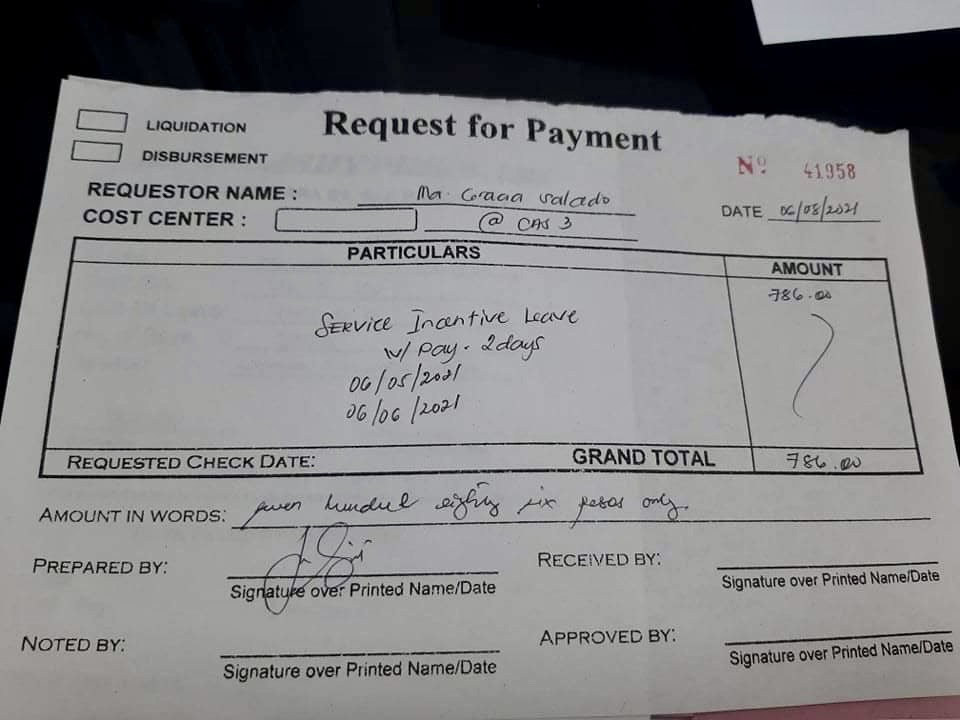 LIQUIDATION
Request for Payment
DISBURSEMENT
Nº 41958
REQUESTOR NAME : Ma. Gracia Salado
DATE 06/08/2021
COST CENTER : @ CAS 3
PARTICULARS
AMOUNT
786.00
Service Incentive Leave
w/ Pay - 2 days
06/05/2021
06/06/2021
REQUESTED CHECK DATE: GRAND TOTAL 786.00
AMOUNT IN WORDS: seven hundred eighty six pesos only.
PREPARED BY:
RECEIVED BY:
Signature over Printed Name/Date
Signature over Printed Name/Date
NOTED BY:
APPROVED BY:
Signature over Printed Name/Date
Signature over Printed Name/Date